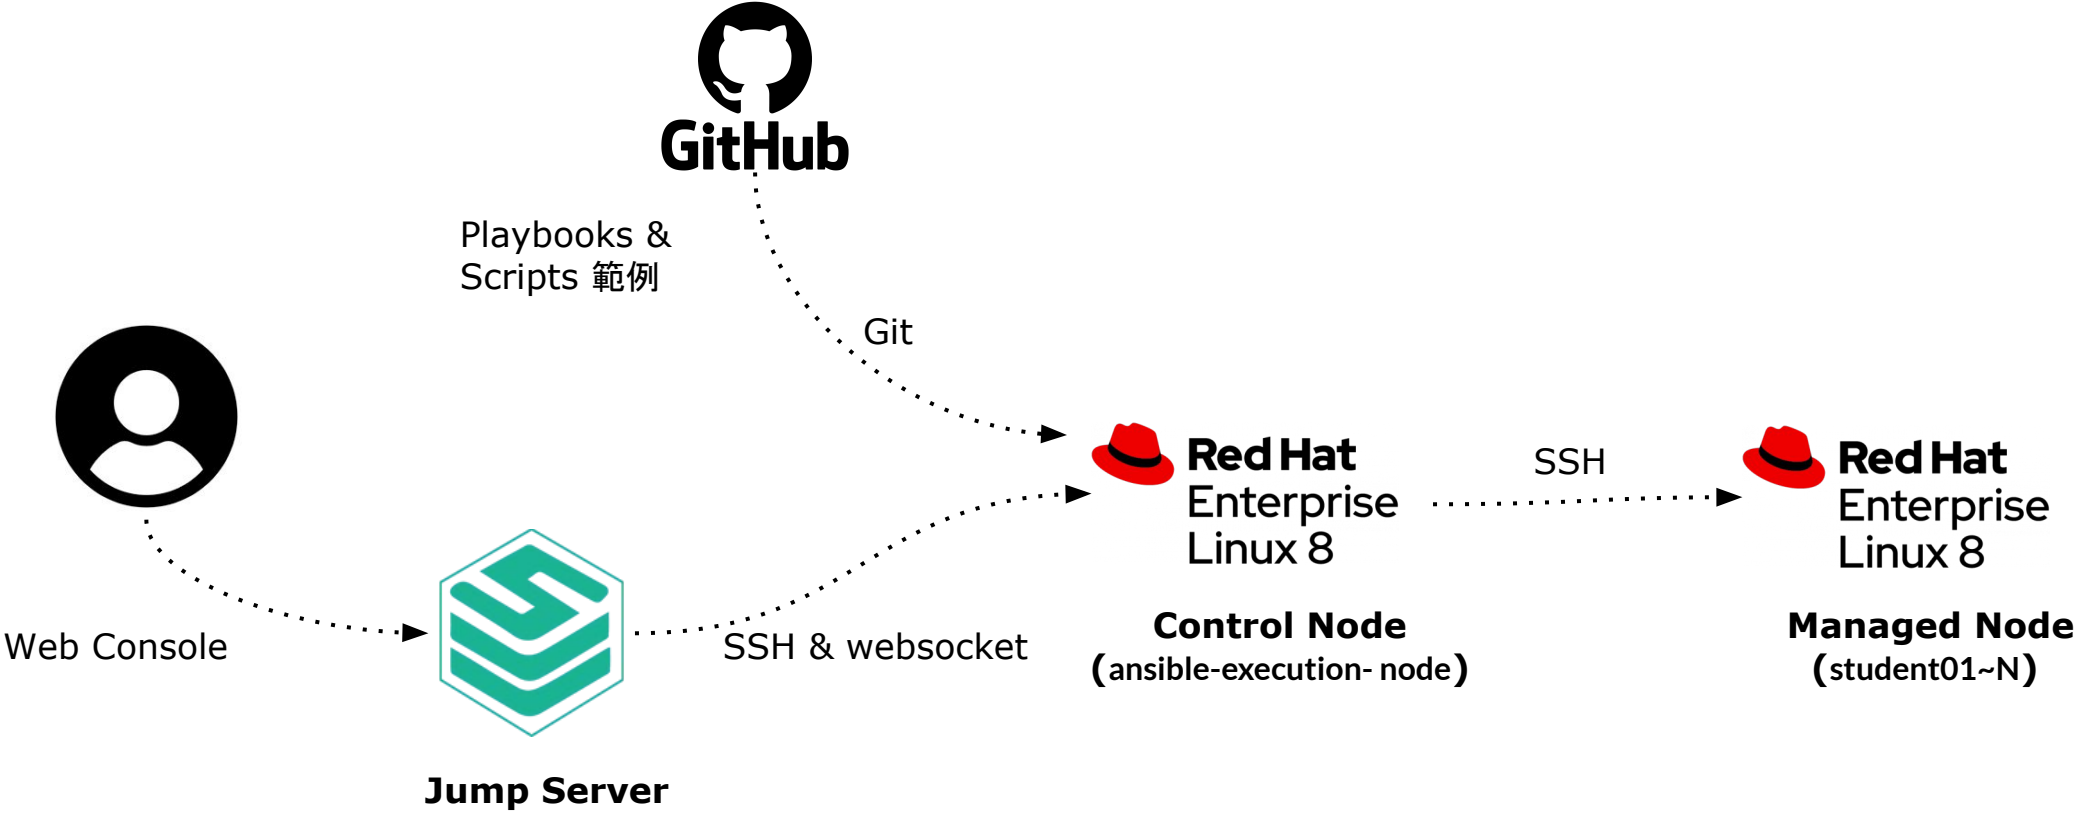 GitHub
Playbooks &
Scripts 範例
Git
Web Console
Jump Server
SSH & websocket
Red Hat
Enterprise
Linux 8
Control Node
(ansible-execution- node)
SSH
Red Hat
Enterprise
Linux 8
Managed Node
(student01~N)